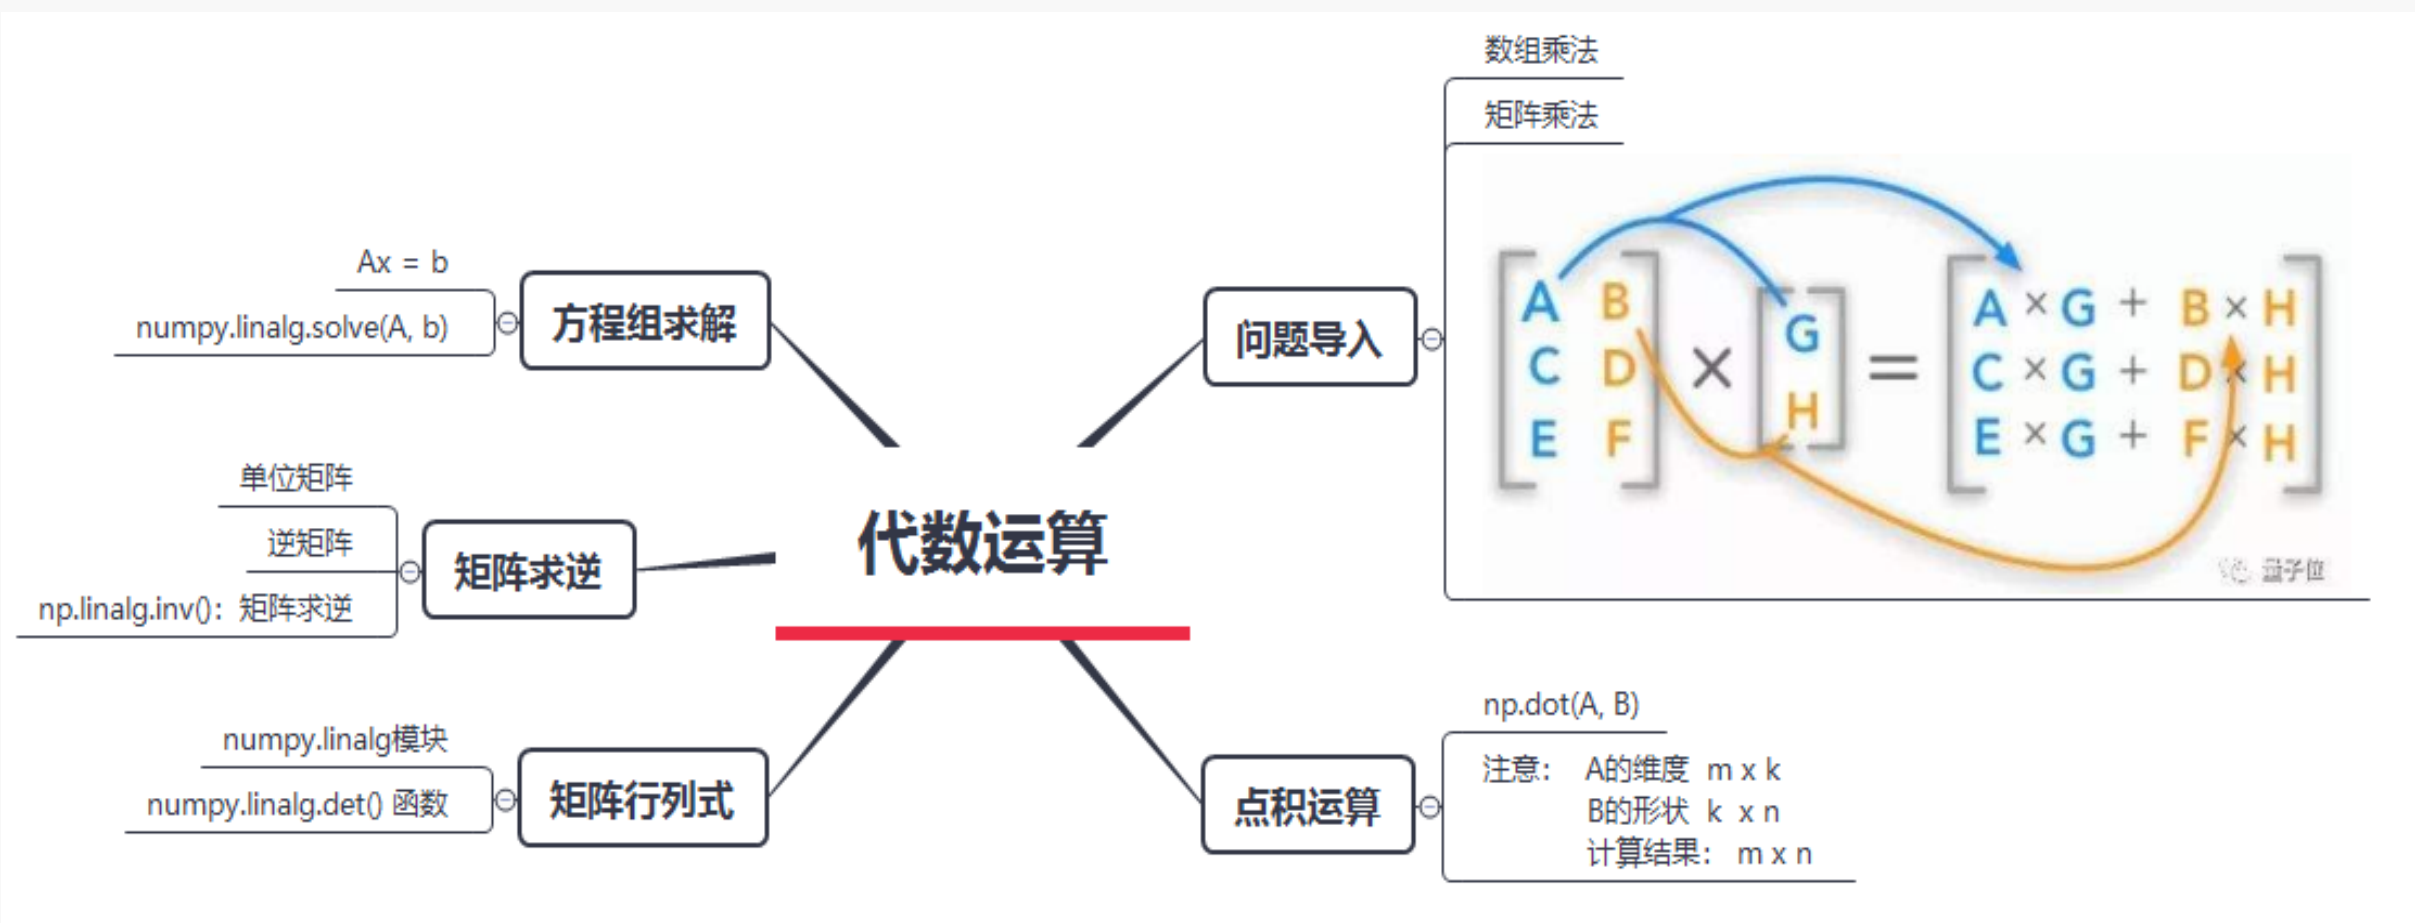 代数运算
问题导入
数组乘法
矩阵乘法
A B
C D
E F
×
G
H
=
A × G + B × H
C × G + D × H
E × G + F × H
量子位
点积运算
np.dot(A, B)
注意： A的维度 m x k
B的形状 k x n
计算结果： m x n
方程组求解
Ax = b
numpy.linalg.solve(A, b)
矩阵求逆
单位矩阵
逆矩阵
np.linalg.inv()：矩阵求逆
矩阵行列式
numpy.linalg模块
numpy.linalg.det() 函数